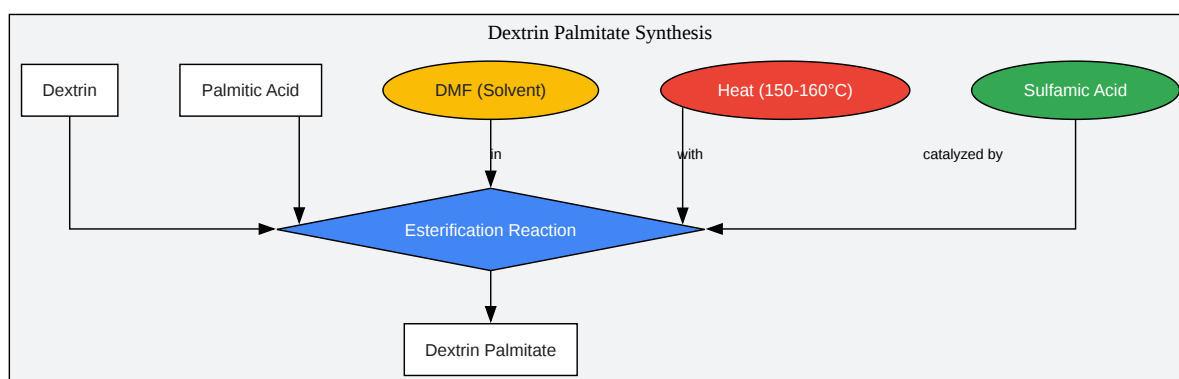 Dextrin Palmitate Synthesis
Dextrin
Palmitic Acid
DMF (Solvent)
Heat (150-160°C)
Sulfamic Acid
in
with
catalyzed by
Esterification Reaction
Dextrin Palmitate